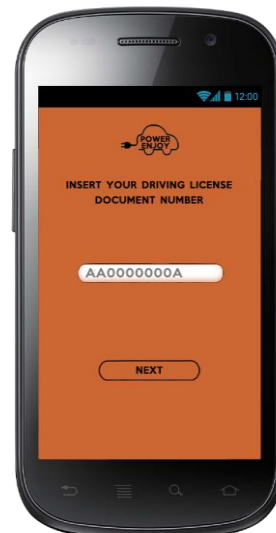 12:00
POWER
ENJOY
INSERT YOUR DRIVING LICENSE
DOCUMENT NUMBER
AA0000000A
NEXT